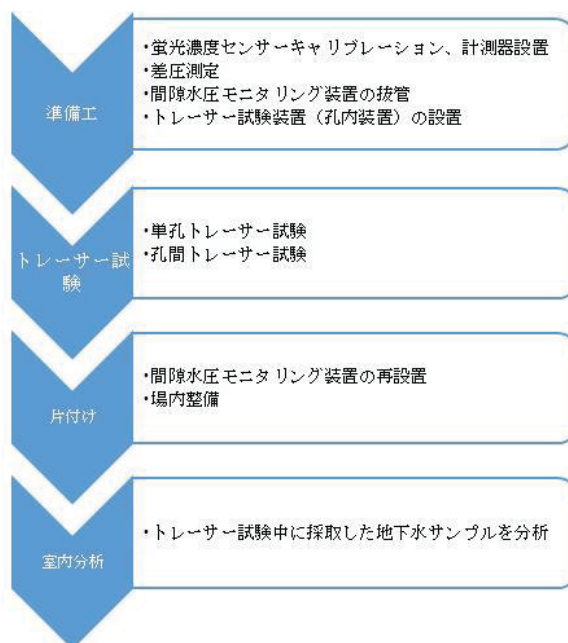 準備工
・蛍光濃度センサーキャリブレーション、計測器設置
・差圧測定
・間隙水圧モニタリング装置の抜管
・トレーサー試験装置（孔内装置）の設置
トレーサー試
験
・単孔トレーサー試験
・孔間トレーサー試験
片付け
・間隙水圧モニタリング装置の再設置
・場内整備
室内分析
・トレーサー試験中に採取した地下水サンプルを分析